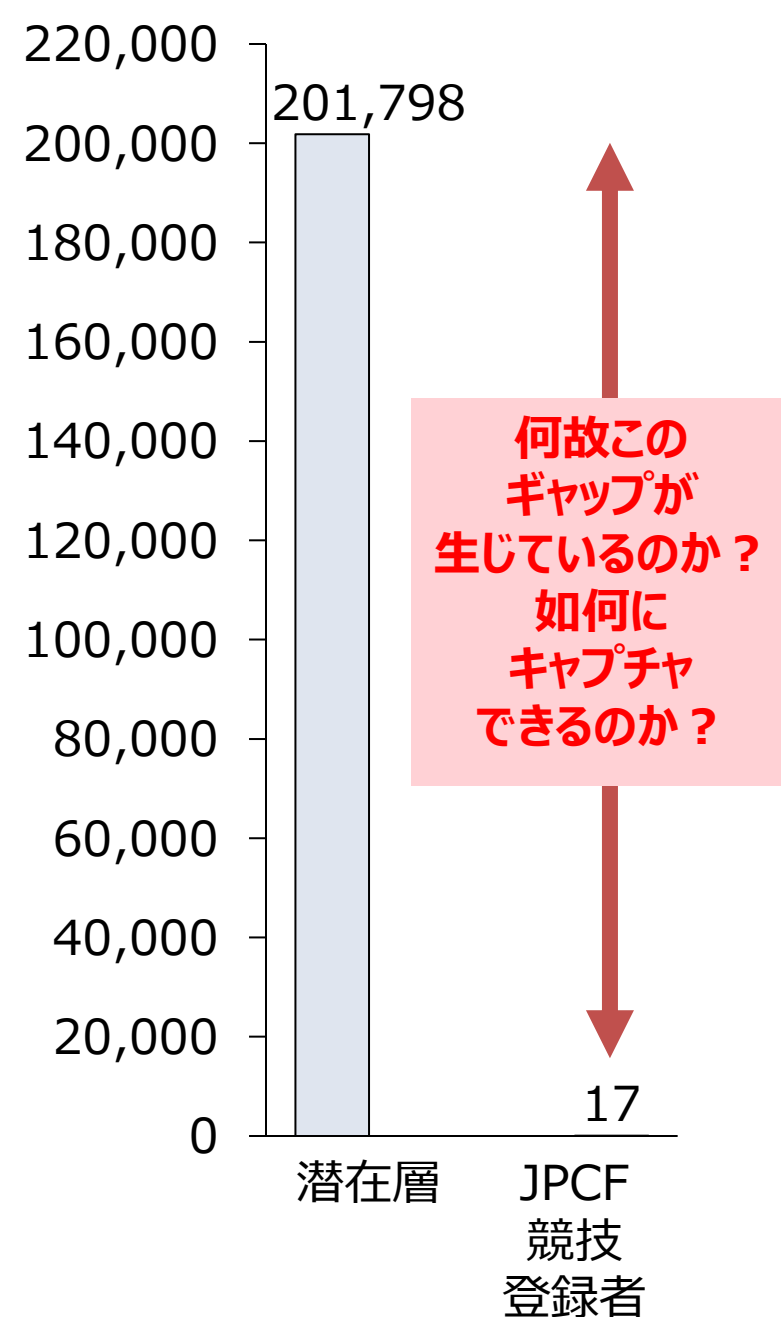 220,000
201,798
200,000
180,000
160,000
140,000
120,000
100,000
80,000
60,000
40,000
20,000
0
何故この
ギャップが
生じているのか？
如何に
キャプチャ
できるのか？
17
潜在層
JPCF
競技
登録者